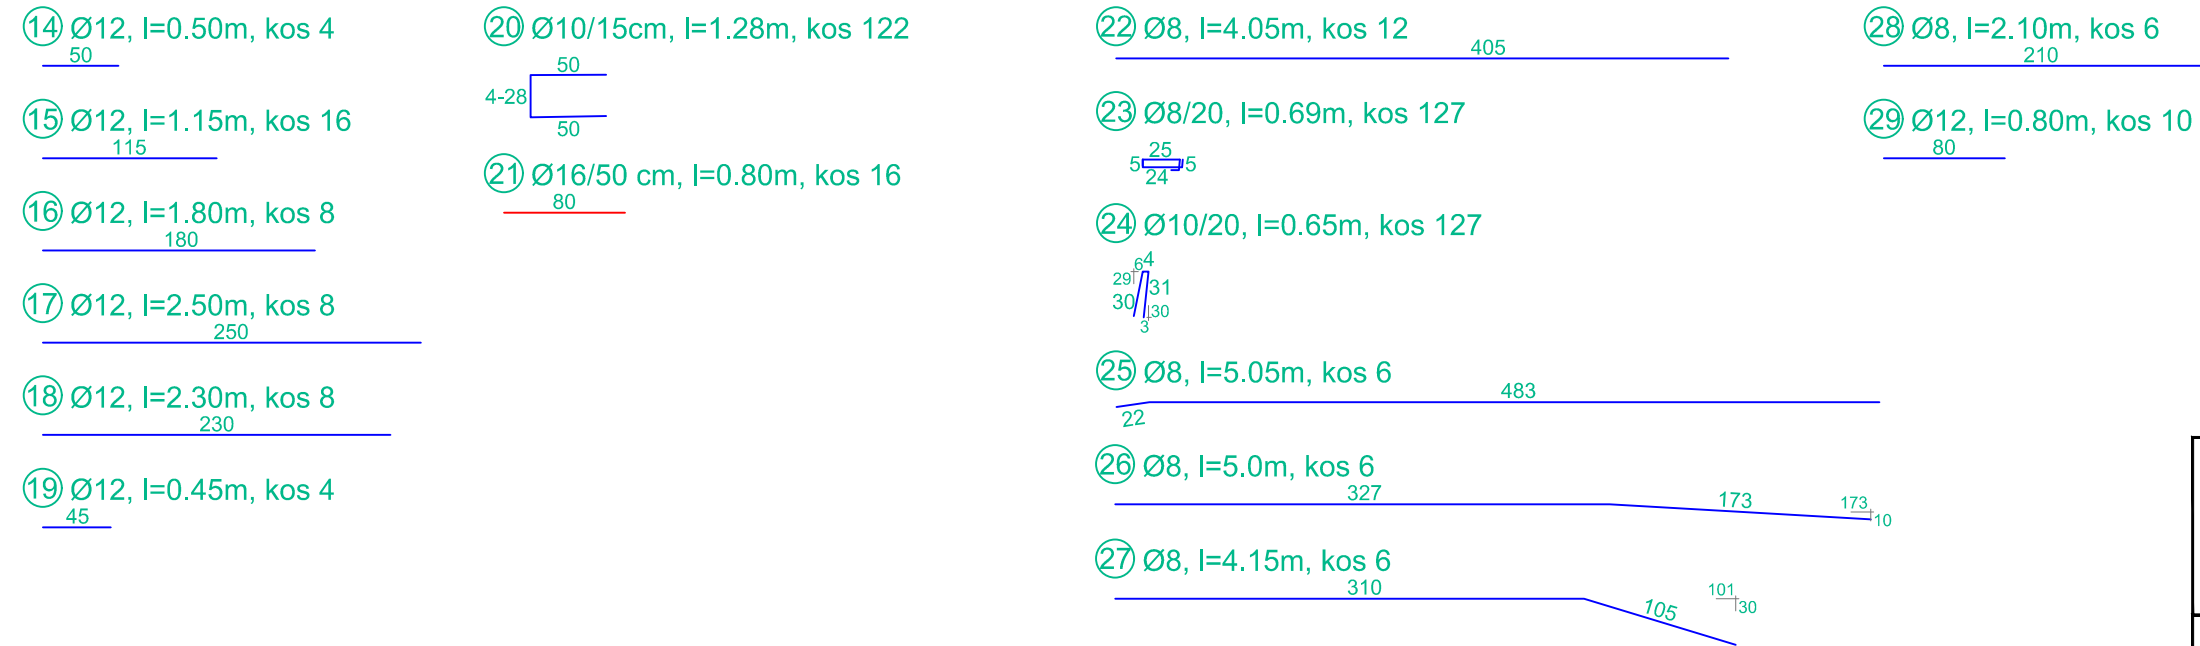 14 Ø12, l=0.50m, kos 4
50
15 Ø12, l=1.15m, kos 16
115
16 Ø12, l=1.80m, kos 8
180
17 Ø12, l=2.50m, kos 8
250
18 Ø12, l=2.30m, kos 8
230
19 Ø12, l=0.45m, kos 4
45
20 Ø10/15cm, l=1.28m, kos 122
50
4-28
50
21 Ø16/50 cm, l=0.80m, kos 16
80
22 Ø8, l=4.05m, kos 12
405
23 Ø8/20, l=0.69m, kos 127
25
5 5
24
24 Ø10/20, l=0.65m, kos 127
6 4
29
30 31
30
3
25 Ø8, l=5.05m, kos 6
483
22
26 Ø8, l=5.0m, kos 6
327
173
173
10
27 Ø8, l=4.15m, kos 6
310
105
101
30
28 Ø8, l=2.10m, kos 6
210
29 Ø12, l=0.80m, kos 10
80